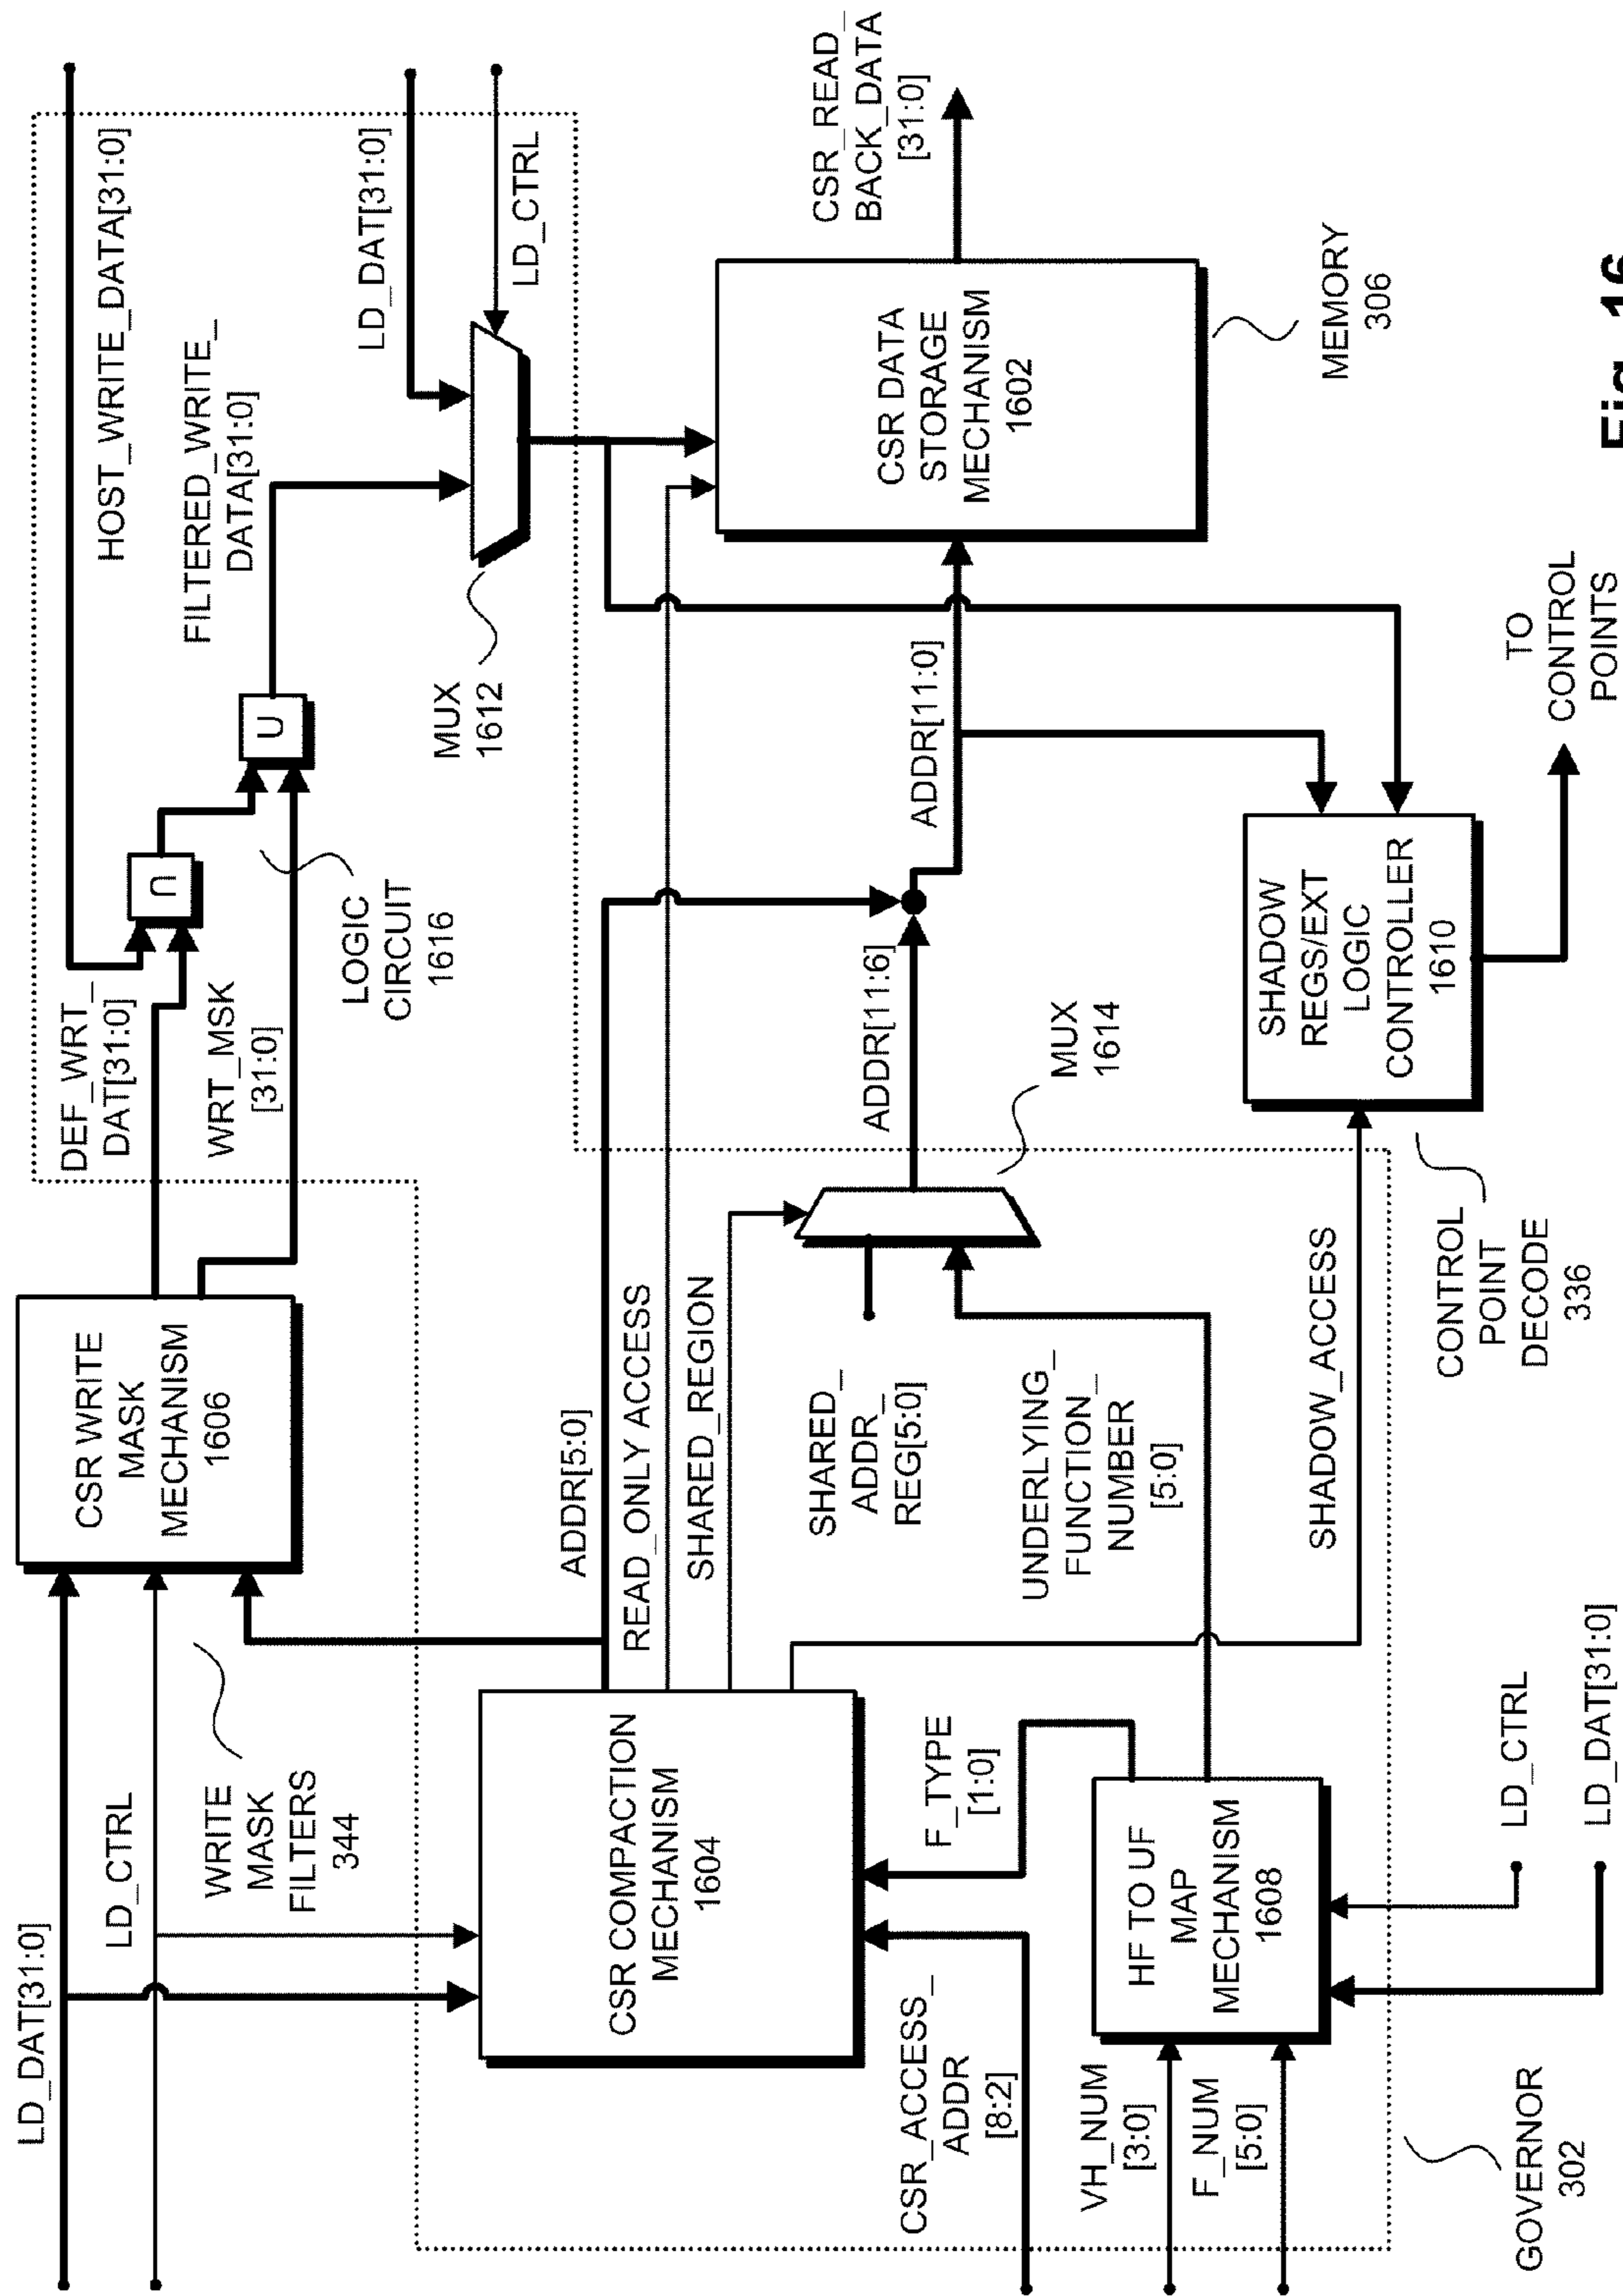 LD_DAT[31:0]
LD_CTRL
WRITE
MASK
FILTERS
344
CSR WRITE
MASK
MECHANISM
1606
DEF_WRT_
DAT[31:0]
WRT_MSK
[31:0]
∩
U
LOGIC
CIRCUIT
1616
HOST_WRITE_DATA[31:0]
FILTERED_WRITE_
DATA[31:0]
MUX
1612
LD_DAT[31:0]
LD_CTRL
CSR COMPACTION
MECHANISM
1604
ADDR[5:0]
READ_ONLY ACCESS
SHARED_REGION
SHARED_
ADDR_
REG[5:0]
UNDERLYING_
FUNCTION_
NUMBER
[5:0]
SHADOW_ACCESS
MUX
1614
ADDR[11:6]
ADDR[11:0]
CSR DATA
STORAGE
MECHANISM
1602
CSR_READ_
BACK_DATA
[31:0]
MEMORY
306
CSR_ACCESS_
ADDR
[8:2]
F_TYPE
[1:0]
VH_NUM
[3:0]
F_NUM
[5:0]
HF TO UF
MAP
MECHANISM
1608
LD_CTRL
LD_DAT[31:0]
GOVERNOR
302
CONTROL
POINT
DECODE
336
SHADOW
REGS/EXT
LOGIC
CONTROLLER
1610
TO
CONTROL
POINTS
Fig. 16